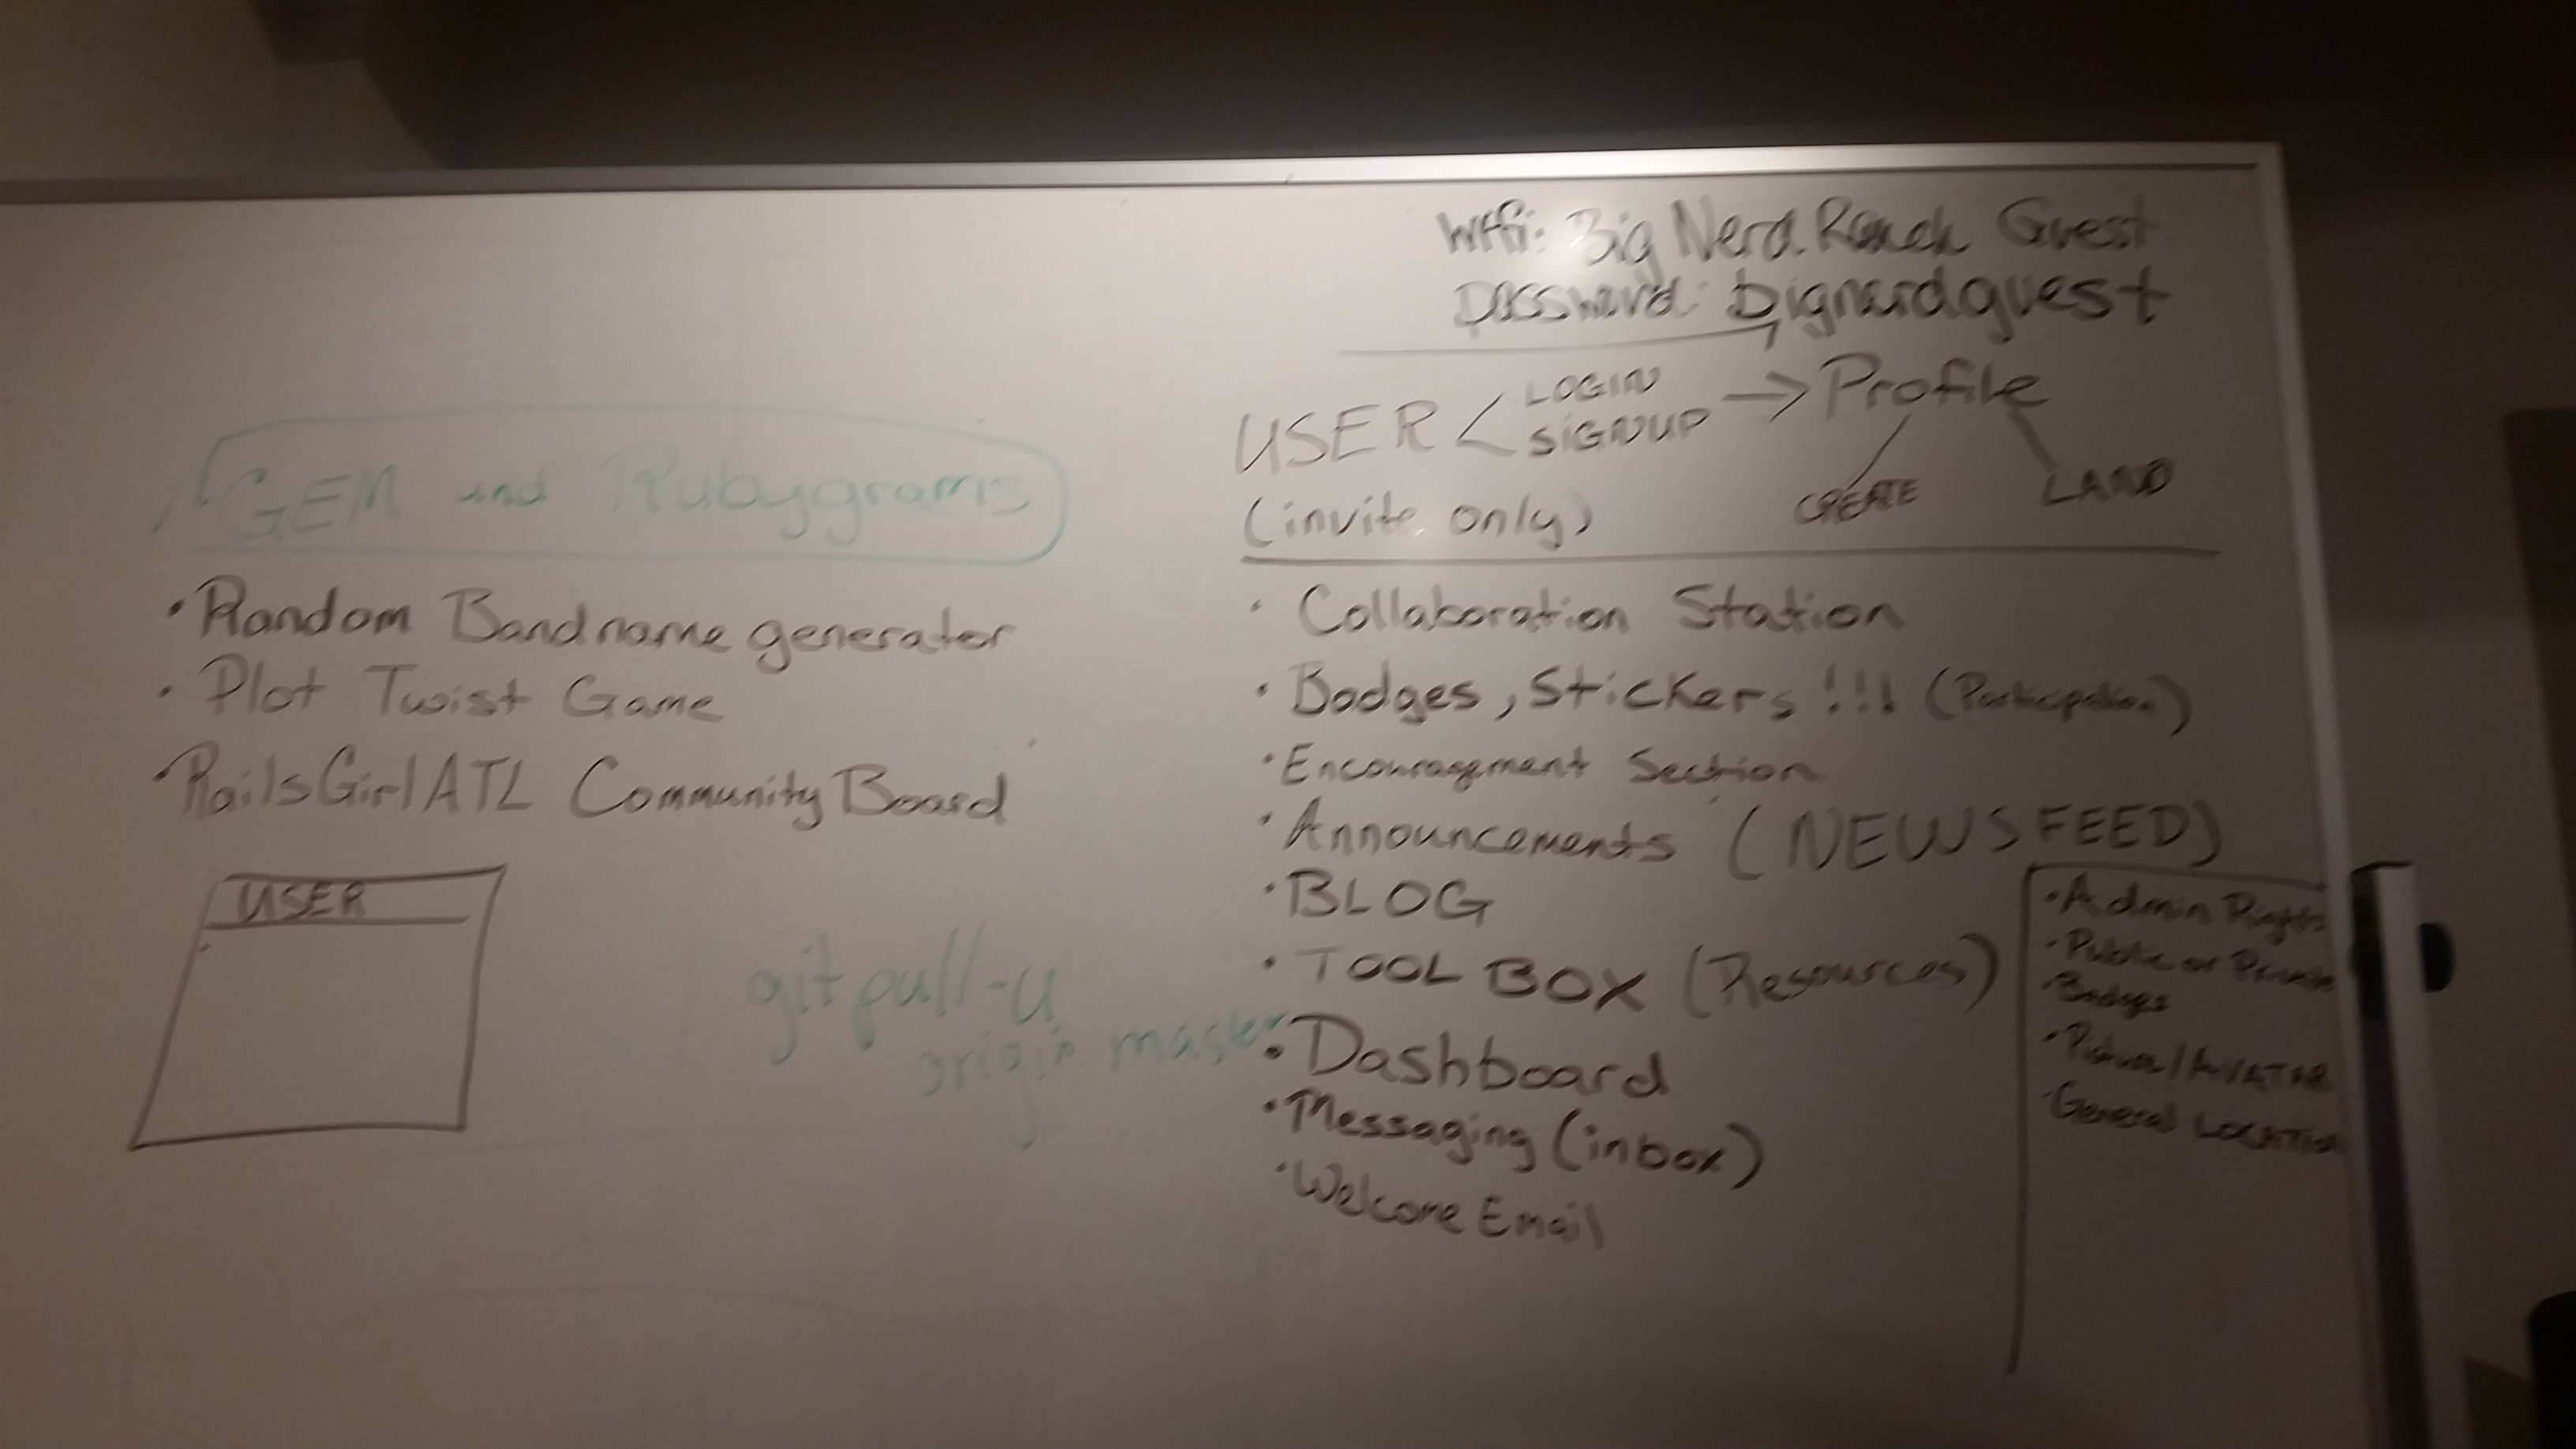 Wifi: Big Nerd Ranch Guest
Password: bignerdguest
USER < LOGIN
SIGNUP → Profile
(invite only)
CREATE
LAND
GEM and Rubygrams
• Random Bandname generator
• Plot Twist Game
• RailsGirlATL Community Board
USER
git pull -u
origin master
• Collaboration Station
• Badges, Stickers!!! (Participation)
• Encouragement Section
• Announcements (NEWSFEED)
• BLOG
• TOOL BOX (Resources)
• Dashboard
• Messaging (inbox)
• Welcome Email
• Admin Rights
• Public or Private
• Badges
• Picture/AVATAR
• General LOCATION